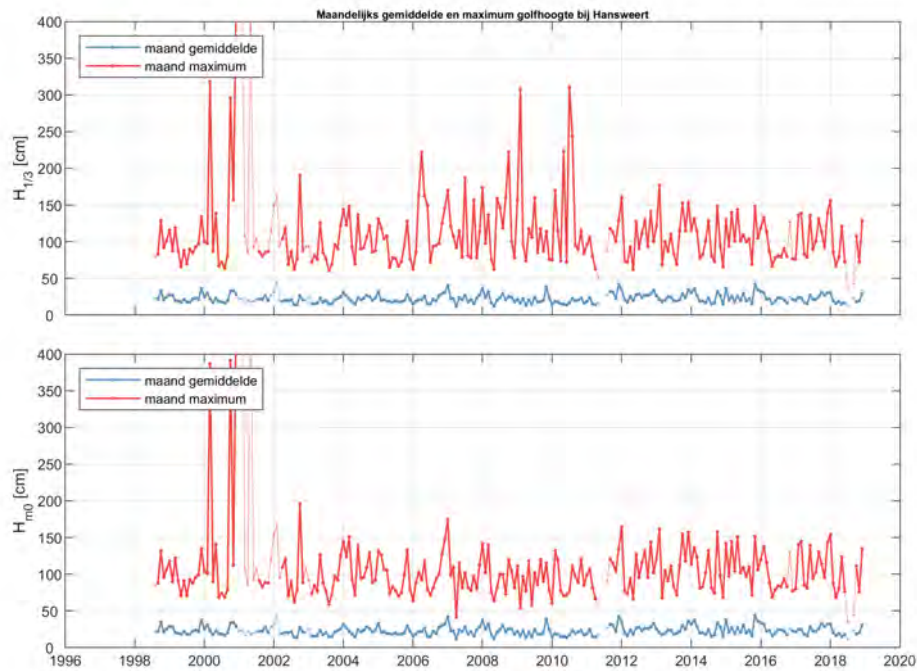 Maandelijks gemiddelde en maximum golfhoogte bij Hansweert
400
350
300
250
200
150
100
50
0
H1/3 [cm]
maand gemiddelde
maand maximum
400
350
300
250
200
150
100
50
0
Hm0 [cm]
maand gemiddelde
maand maximum
1996 1998 2000 2002 2004 2006 2008 2010 2012 2014 2016 2018 2020